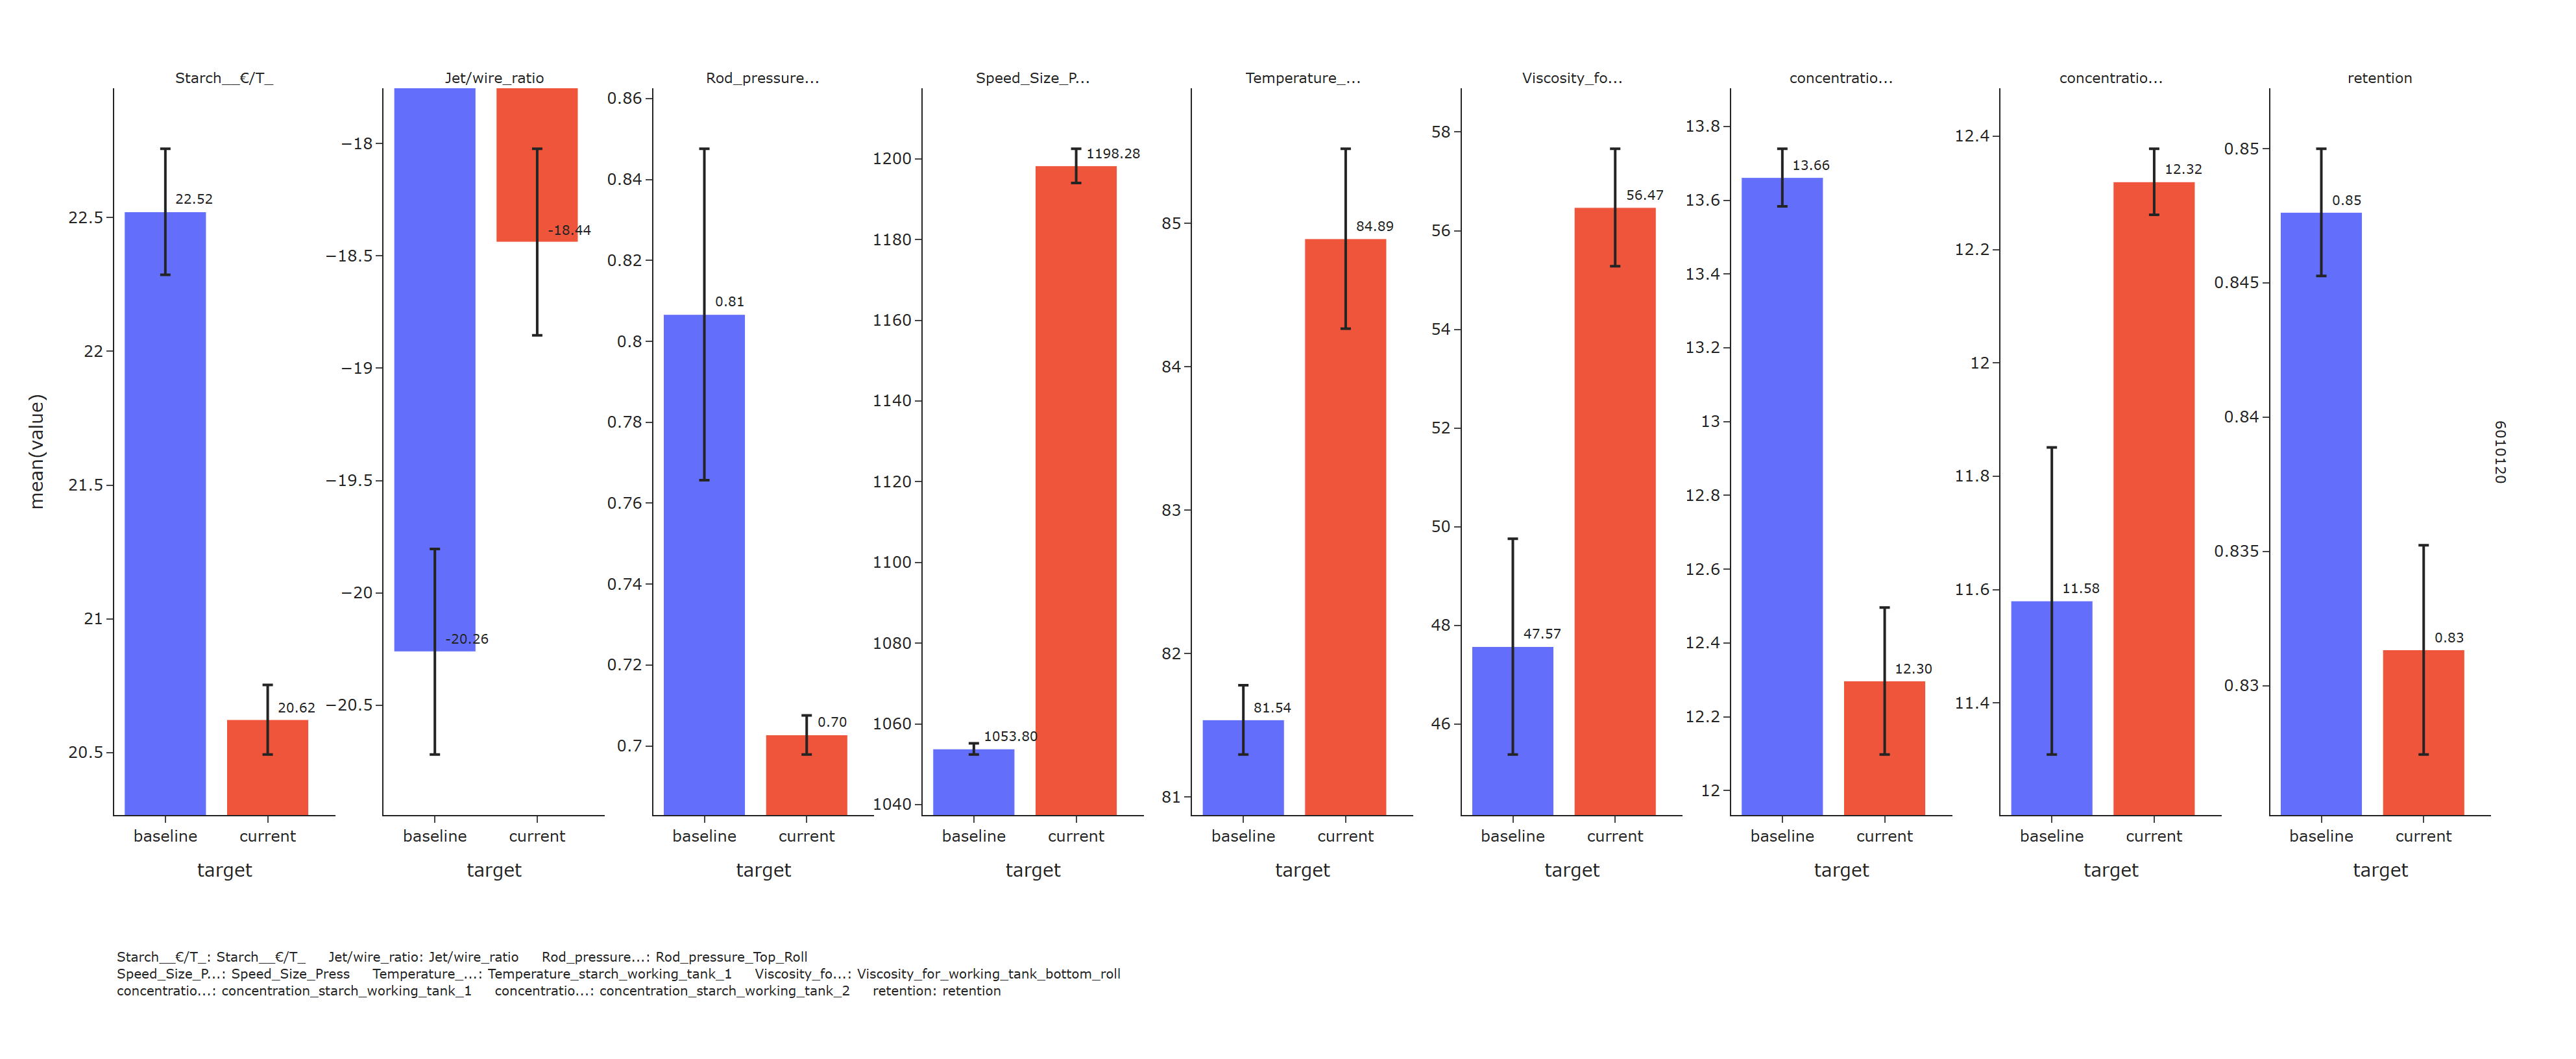 Starch__€/T_
Jet/wire_ratio
Rod_pressure...
Speed_Size_P...
Temperature_...
Viscosity_fo...
concentratio...
concentratio...
retention
mean(value)
22.5
22
21.5
21
20.5
22.52
20.62
baseline
current
target
−18
−18.5
−19
−19.5
−20
−20.5
-20.26
-18.44
baseline
current
target
0.86
0.84
0.82
0.8
0.78
0.76
0.74
0.72
0.7
0.81
0.70
baseline
current
target
1200
1180
1160
1140
1120
1100
1080
1060
1040
1053.80
1198.28
baseline
current
target
85
84
83
82
81
81.54
84.89
baseline
current
target
58
56
54
52
50
48
46
47.57
56.47
baseline
current
target
13.8
13.6
13.4
13.2
13
12.8
12.6
12.4
12.2
12
13.66
12.30
baseline
current
target
12.4
12.2
12
11.8
11.6
11.4
11.58
12.32
baseline
current
target
0.85
0.845
0.84
0.835
0.83
0.85
0.83
baseline
current
target
6010120
Starch__€/T_: Starch__€/T_ Jet/wire_ratio: Jet/wire_ratio Rod_pressure...: Rod_pressure_Top_Roll
Speed_Size_P...: Speed_Size_Press Temperature_...: Temperature_starch_working_tank_1 Viscosity_fo...: Viscosity_for_working_tank_bottom_roll
concentratio...: concentration_starch_working_tank_1 concentratio...: concentration_starch_working_tank_2 retention: retention